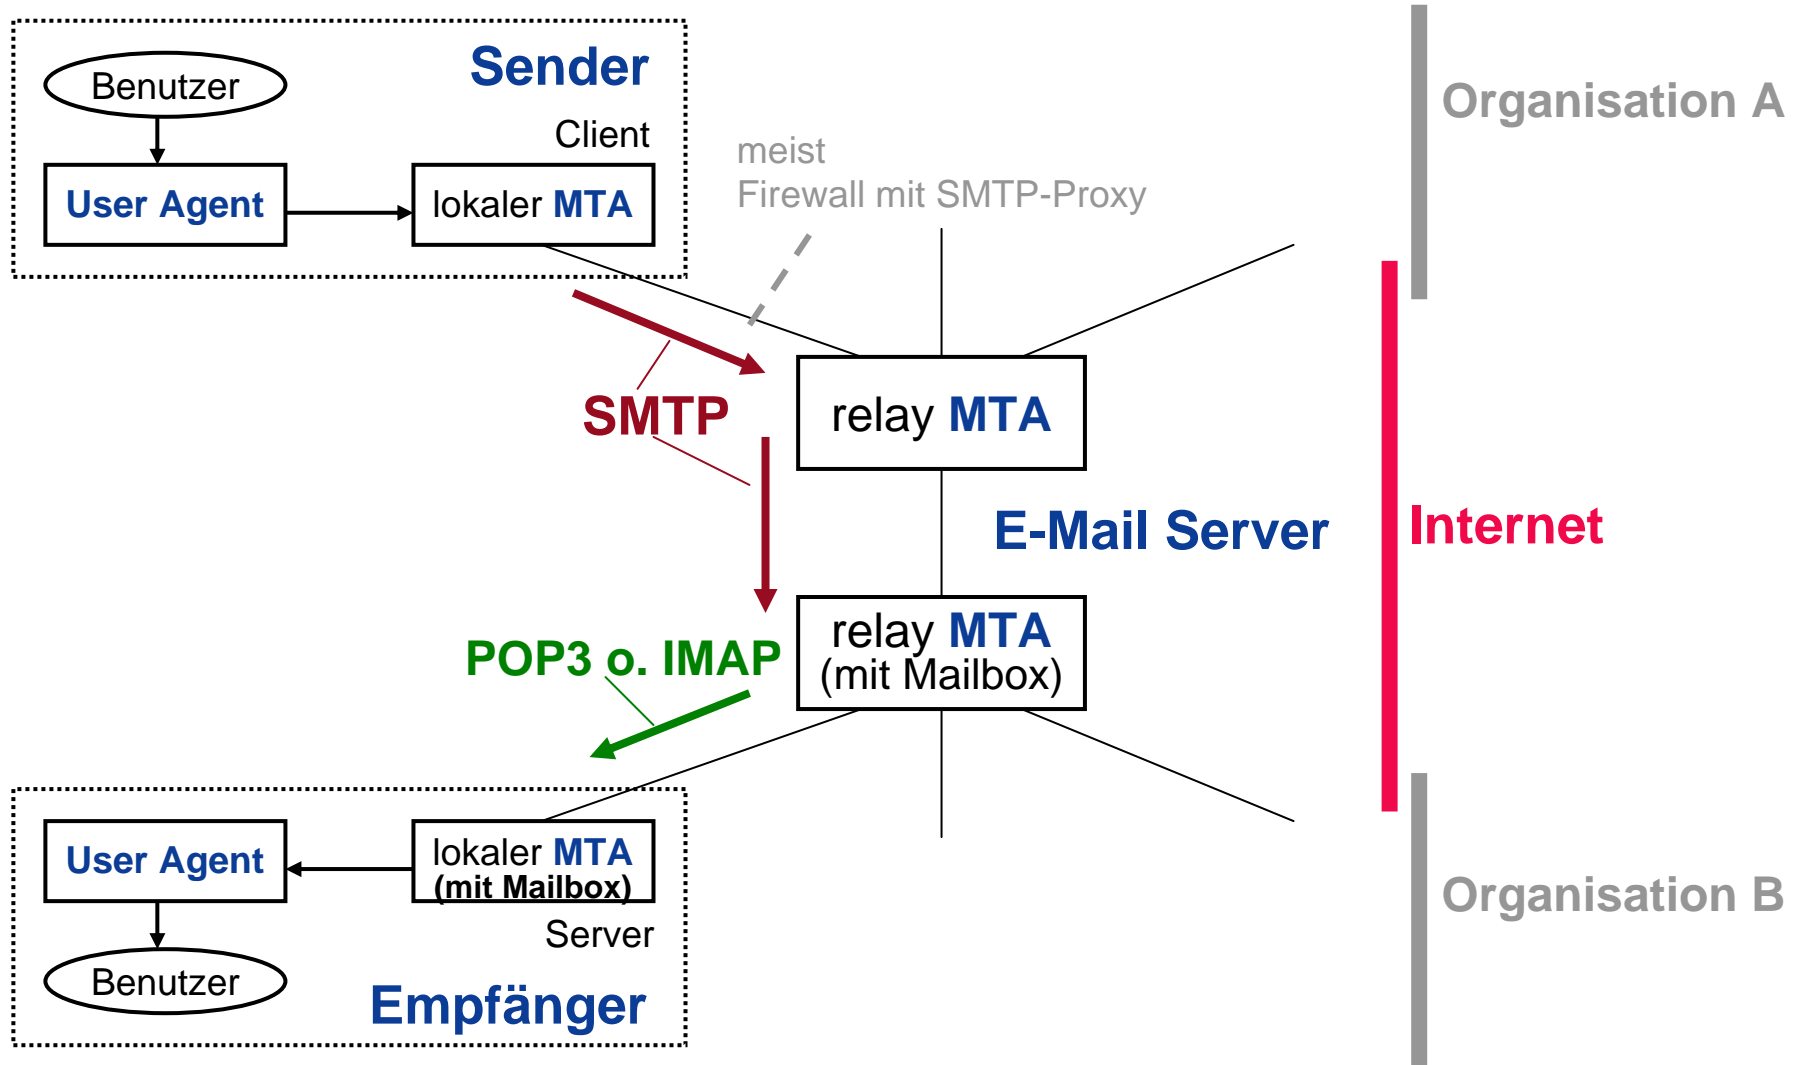 Sender
Benutzer
Client
User Agent
lokaler MTA
meist
Firewall mit SMTP-Proxy
Organisation A
SMTP
relay MTA
E-Mail Server
Internet
relay MTA
(mit Mailbox)
POP3 o. IMAP
User Agent
lokaler MTA
(mit Mailbox)
Server
Benutzer
Empfänger
Organisation B